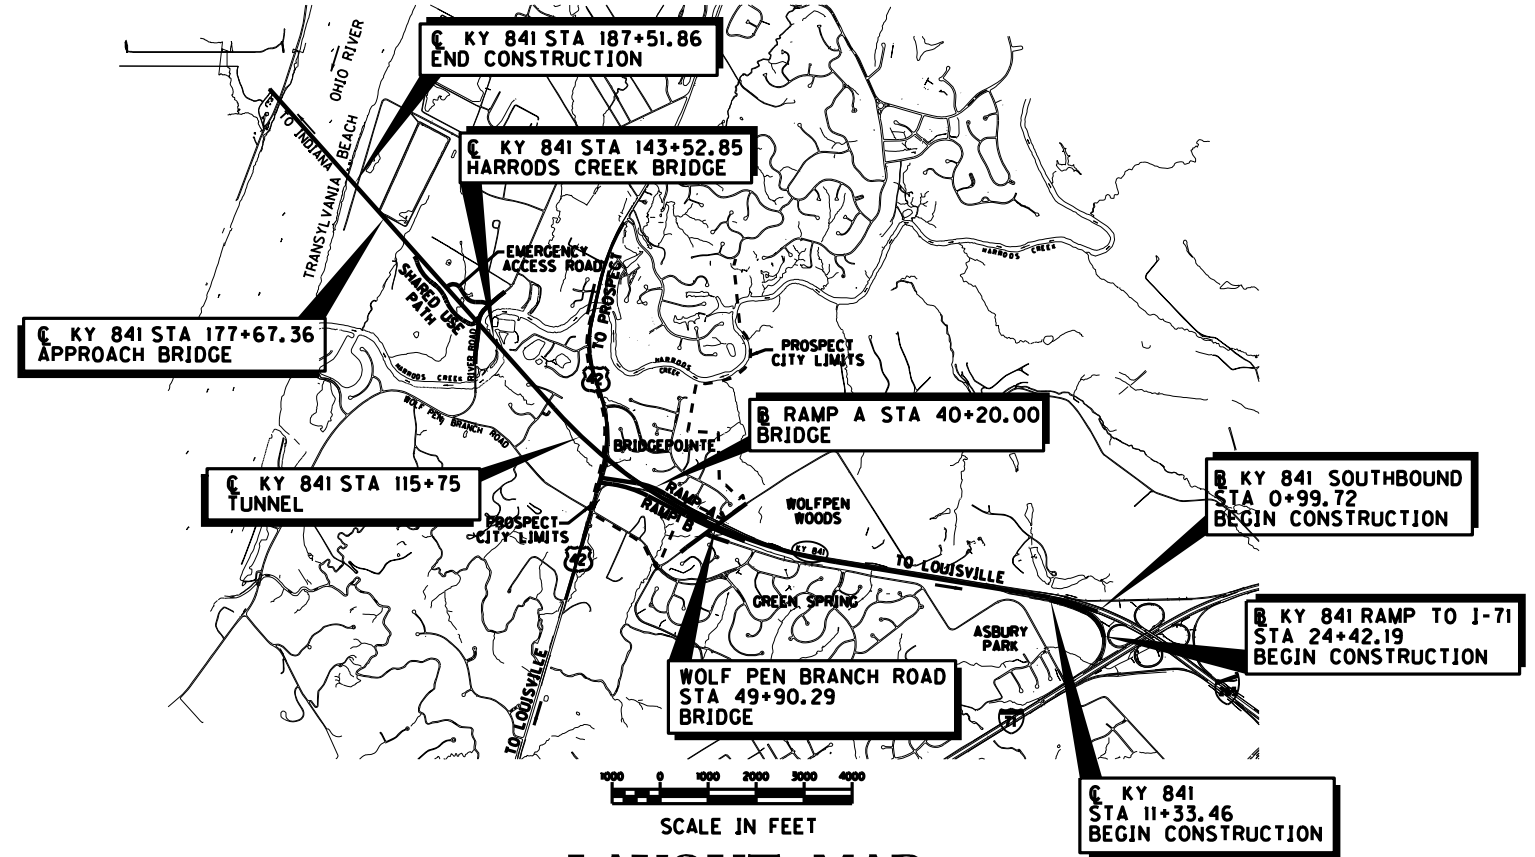 ℄ KY 841 STA 187+51.86
END CONSTRUCTION
OHIO RIVER
TO INDIANA
TRANSYLVANIA BEACH
℄ KY 841 STA 143+52.85
HARRODS CREEK BRIDGE
EMERGENCY
ACCESS ROAD
SHARED USE
PATH
TO PROSPECT
HARRODS CREEK
℄ KY 841 STA 177+67.36
APPROACH BRIDGE
RIVER ROAD
HARRODS CREEK
HARRODS
CREEK
PROSPECT
CITY LIMITS
42
WOLF PEN BRANCH ROAD
BRIDGEPOINTE
B RAMP A STA 40+20.00
BRIDGE
℄ KY 841 STA 115+75
TUNNEL
RAMP A
RAMP B
PROSPECT
CITY LIMITS
42
WOLFPEN
WOODS
KY 841
TO LOUISVILLE
B KY 841 SOUTHBOUND
STA 0+99.72
BEGIN CONSTRUCTION
GREEN SPRING
ASBURY
PARK
B KY 841 RAMP TO I-71
STA 24+42.19
BEGIN CONSTRUCTION
WOLF PEN BRANCH ROAD
STA 49+90.29
BRIDGE
TO LOUISVILLE
71
℄ KY 841
STA 11+33.46
BEGIN CONSTRUCTION
1000 0 1000 2000 3000 4000
SCALE IN FEET
LAYOUT MAP